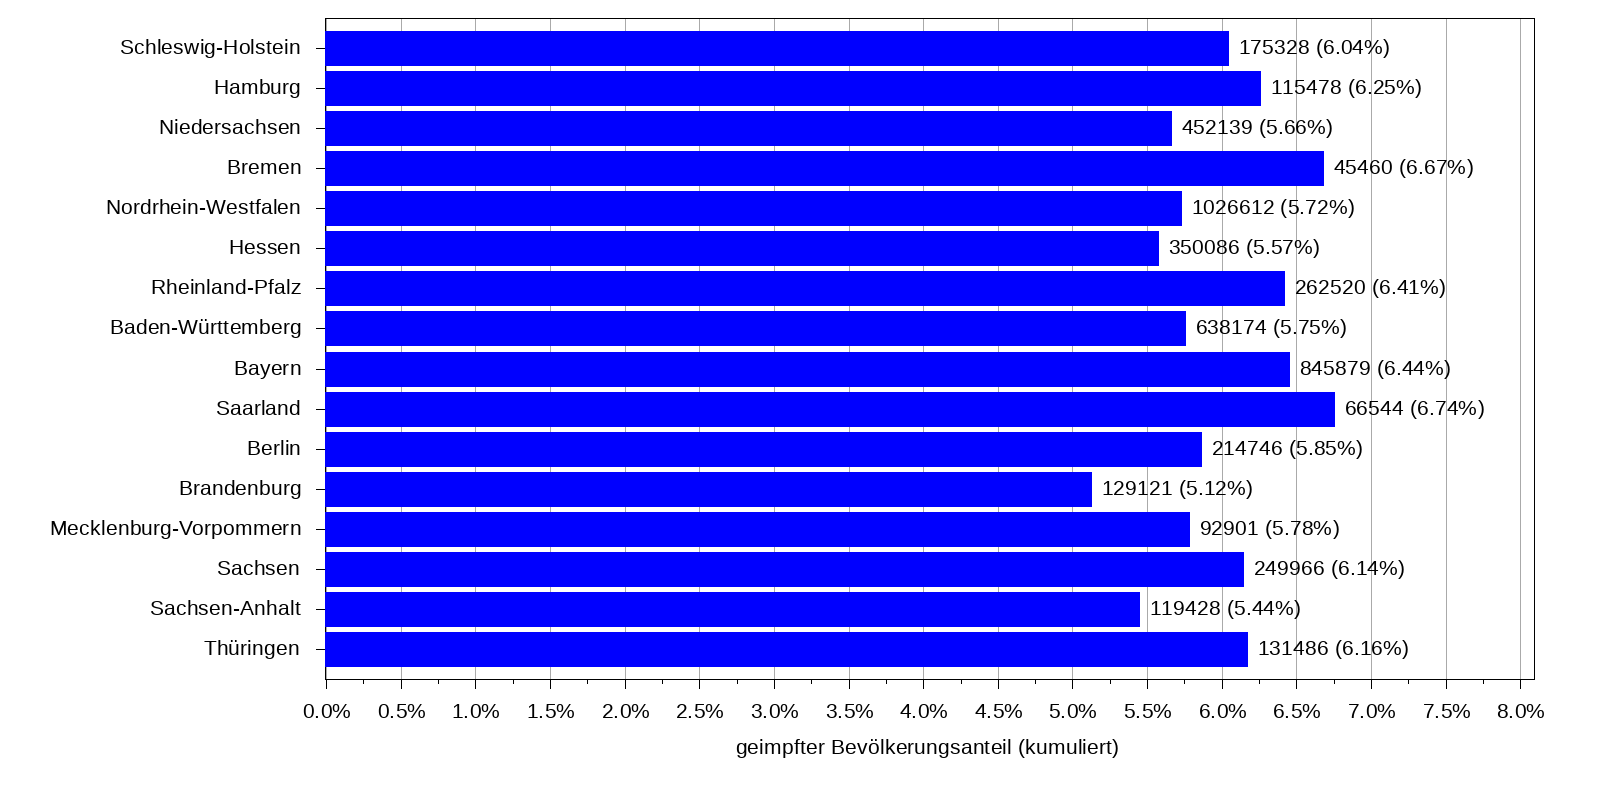 Schleswig-Holstein 175328 (6.04%)
Hamburg 115478 (6.25%)
Niedersachsen 452139 (5.66%)
Bremen 45460 (6.67%)
Nordrhein-Westfalen 1026612 (5.72%)
Hessen 350086 (5.57%)
Rheinland-Pfalz 262520 (6.41%)
Baden-Württemberg 638174 (5.75%)
Bayern 845879 (6.44%)
Saarland 66544 (6.74%)
Berlin 214746 (5.85%)
Brandenburg 129121 (5.12%)
Mecklenburg-Vorpommern 92901 (5.78%)
Sachsen 249966 (6.14%)
Sachsen-Anhalt 119428 (5.44%)
Thüringen 131486 (6.16%)
0.0% 0.5% 1.0% 1.5% 2.0% 2.5% 3.0% 3.5% 4.0% 4.5% 5.0% 5.5% 6.0% 6.5% 7.0% 7.5% 8.0%
geimpfter Bevölkerungsanteil (kumuliert)